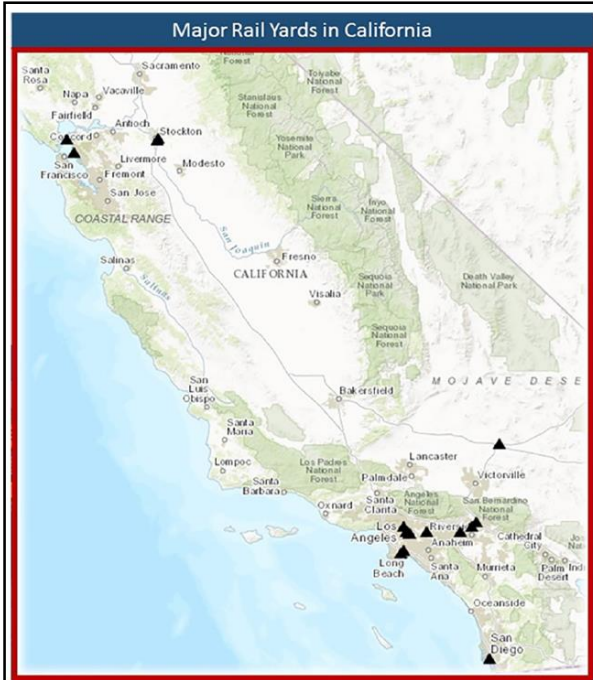 Major Rail Yards in California
Santa
Rosa
Sacramento
Napa
Vacaville
Fairfield
Antioch
Concord
Stockton
San
Francisco
Livermore
Fremont
Modesto
San Jose
COASTAL RANGE
Salinas
Salinas
San Joaquin
Fresno
CALIFORNIA
Visalia
Toiyabe
National
Forest
Stanislaus
National
Forest
Yosemite
National
Park
Sierra
National
Forest
Inyo
National
Forest
Sequoia
National
Park
Sequoia
National
Forest
Death Valley
National Park
MOJAVE DESE
San
Luis
Obispo
Bakersfield
Santa
Maria
Lompoc
Santa
Barbara
Los Padres
National
Forest
Lancaster
Palmdale
Victorville
Santa
Clarita
Angeles
National
Forest
San Bernardino
National
Forest
Oxnard
Los
Angeles
Anaheim
Cathedral
City
Long
Beach
Santa
Ana
Murrieta
Palm
Desert
Oceanside
San
Diego